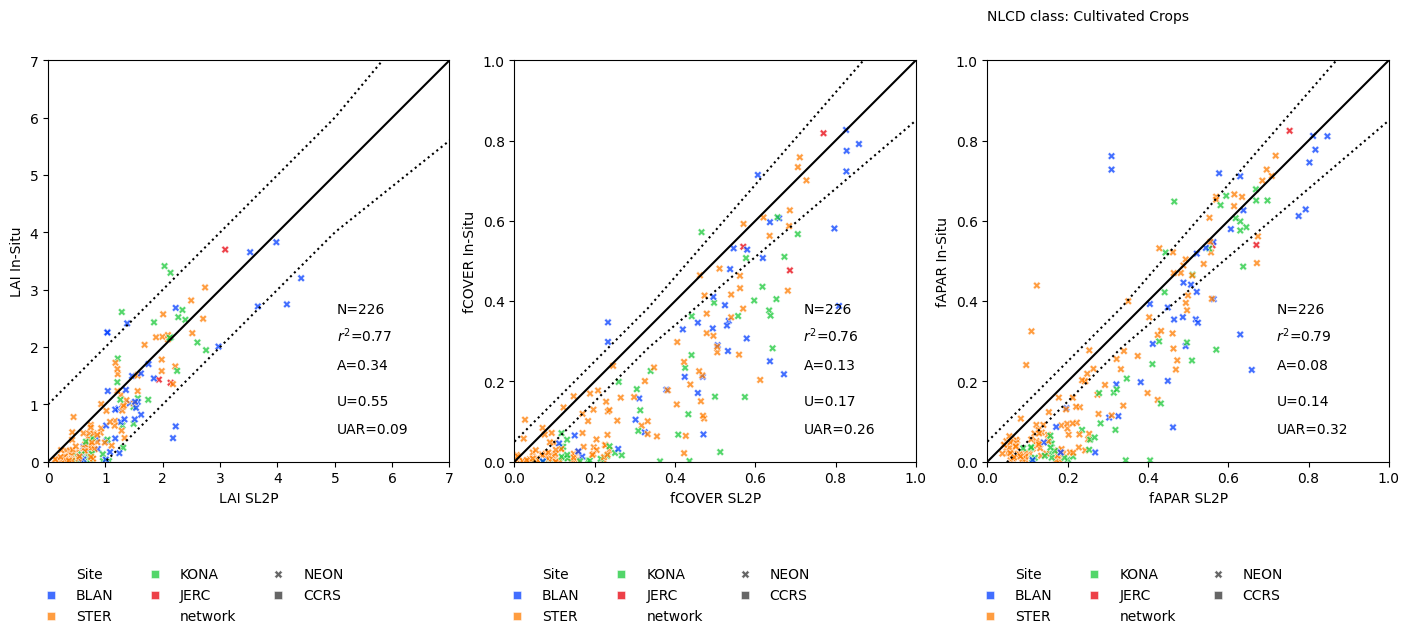 NLCD class: Cultivated Crops
7
6
5
4
3
2
1
0
LAI In-Situ
N=226
r²=0.77
A=0.34
U=0.55
UAR=0.09
0 1 2 3 4 5 6 7
LAI SL2P
1.0
0.8
0.6
0.4
0.2
0.0
fCOVER In-Situ
N=226
r²=0.76
A=0.13
U=0.17
UAR=0.26
0.0 0.2 0.4 0.6 0.8 1.0
fCOVER SL2P
1.0
0.8
0.6
0.4
0.2
0.0
fAPAR In-Situ
N=226
r²=0.79
A=0.08
U=0.14
UAR=0.32
0.0 0.2 0.4 0.6 0.8 1.0
fAPAR SL2P
Site KONA NEON
BLAN JERC CCRS
STER network
Site KONA NEON
BLAN JERC CCRS
STER network
Site KONA NEON
BLAN JERC CCRS
STER network